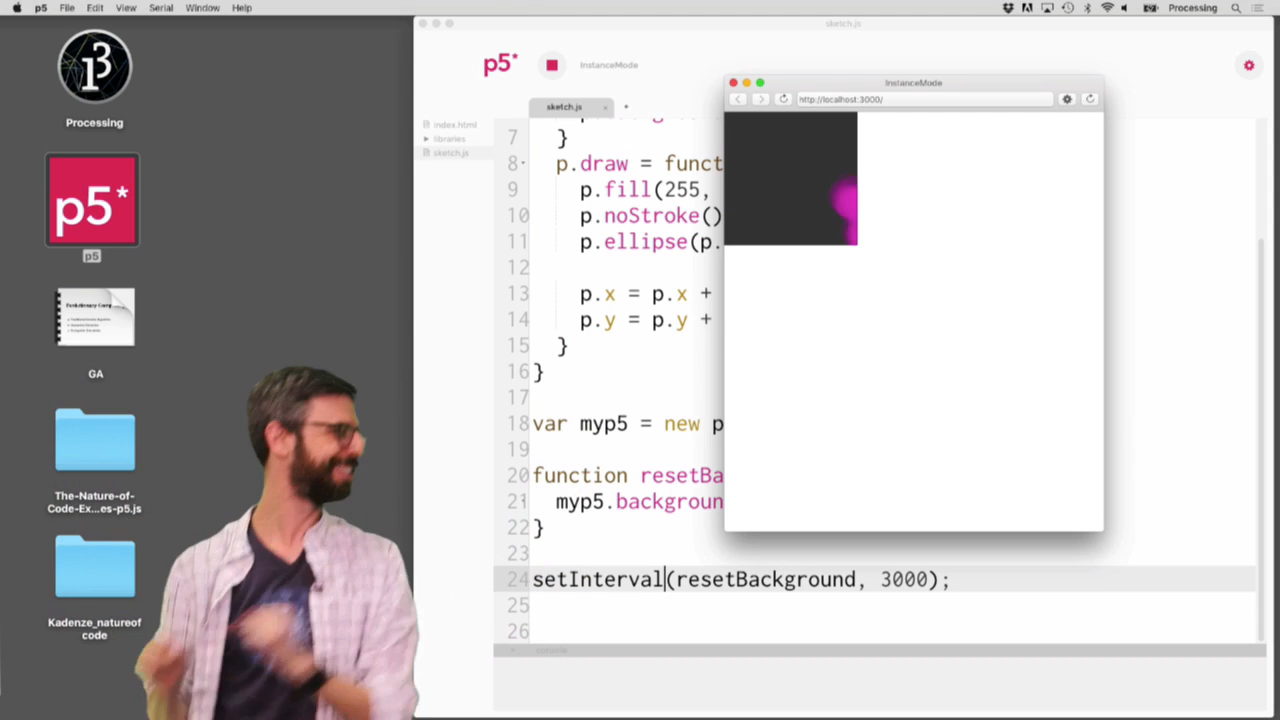 p5 File Edit View Serial Window Help Processing
sketch.js
p5* InstanceMode
Processing
sketch.js × +
index.html
libraries
sketch.js
p5*
p5
GA
The-Nature-of-
Code-Ex...es-p5.js
Kadenze_natureof
code
7 }
8 p.draw = funct
9 p.fill(255,
10 p.noStroke()
11 p.ellipse(p.
12
13 p.x = p.x +
14 p.y = p.y +
15 }
16 }
17
18 var myp5 = new p
19
20 function resetBa
21 myp5.backgroun
22 }
23
24 setInterval(resetBackground, 3000);
25
26
console
InstanceMode
http://localhost:3000/